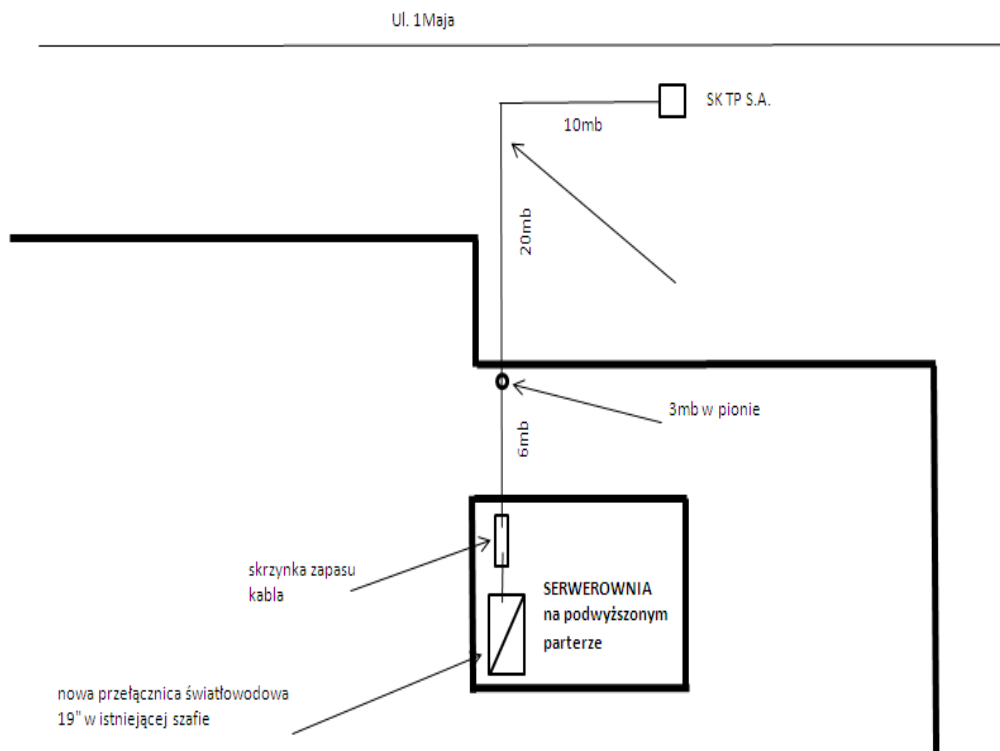 Ul. 1Maja
SK TP S.A.
10mb
20mb
3mb w pionie
6mb
skrzynka zapasu
kabla
SERWEROWNIA
na podwyższonym
parterze
nowa przełącznica światłowodowa
19" w istniejącej szafie